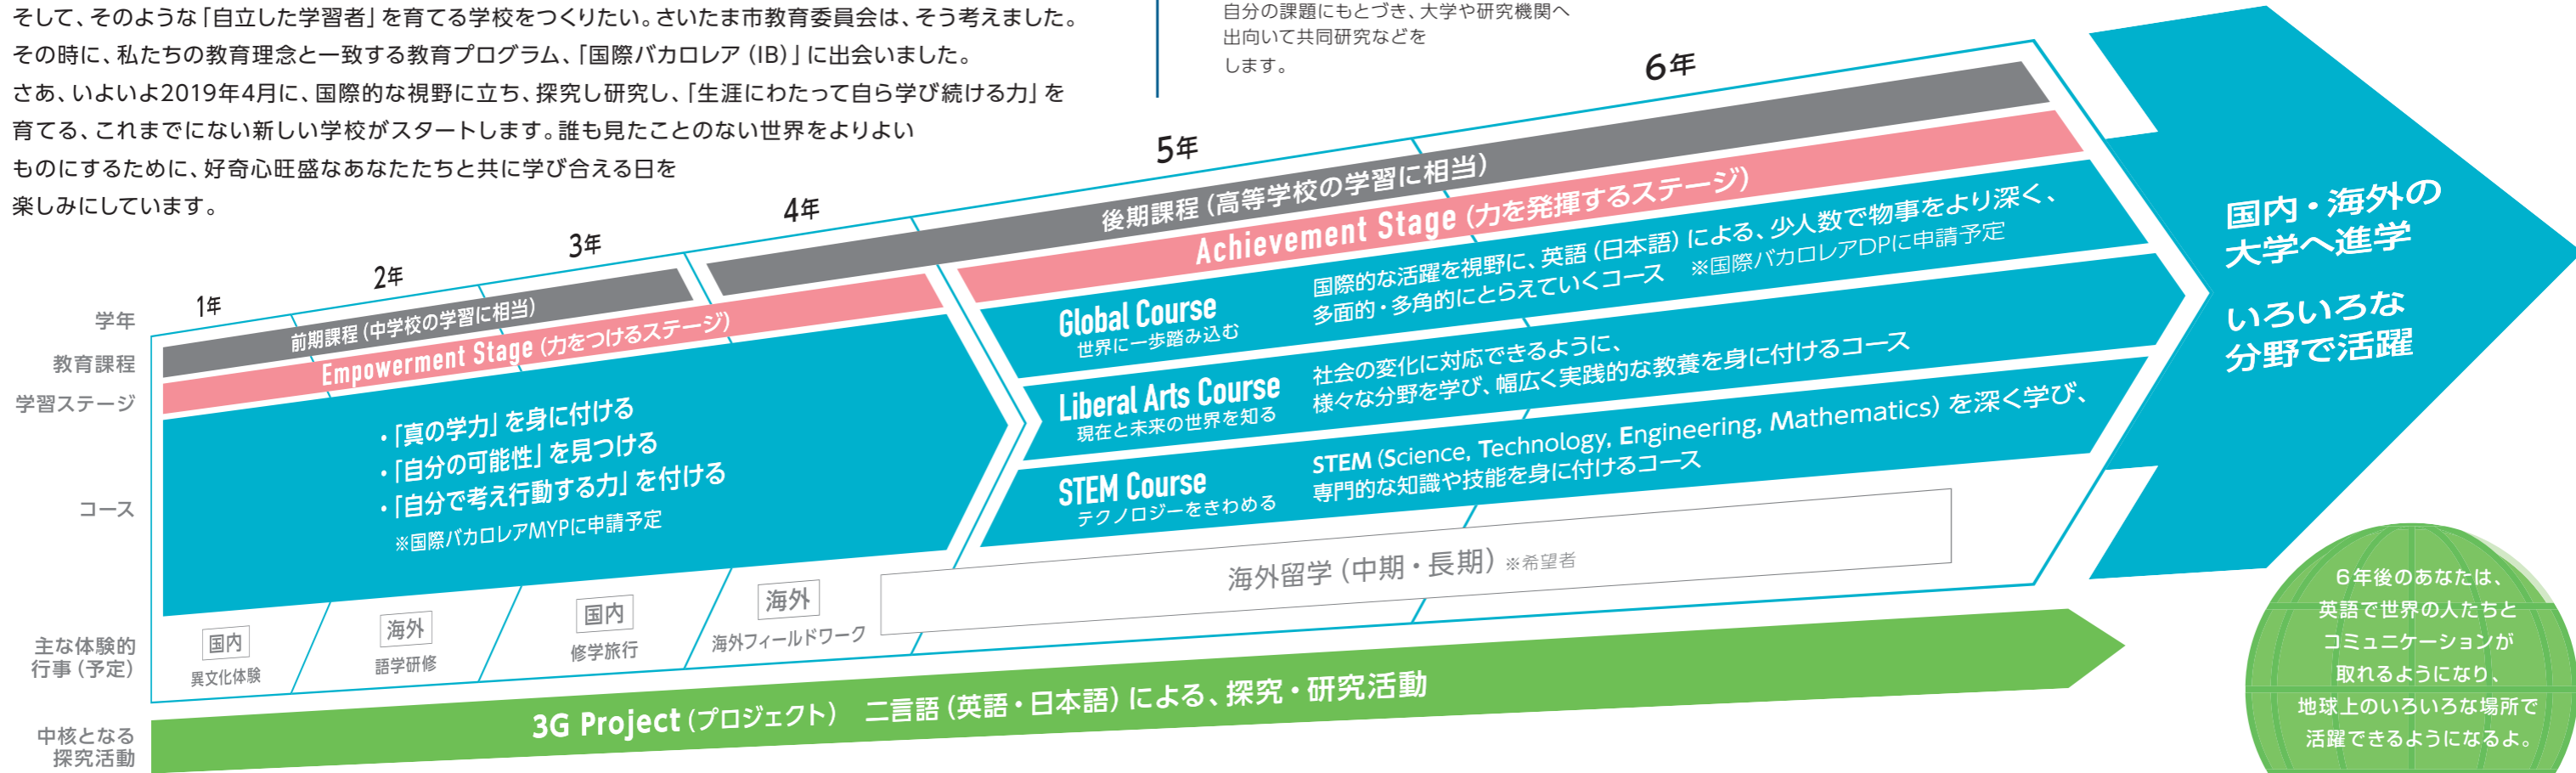 そして、そのような「自立した学習者」を育てる学校をつくりたい。さいたま市教育委員会は、そう考えました。
その時に、私たちの教育理念と一致する教育プログラム、「国際バカロレア（IB）」に出会いました。
さあ、いよいよ2019年4月に、国際的な視野に立ち、探究し研究し、「生涯にわたって自ら学び続ける力」を
育てる、これまでにない新しい学校がスタートします。誰も見たことのない世界をよりよい
ものにするために、好奇心旺盛なあなたたちと共に学び合える日を
楽しみにしています。
自分の課題にもとづき、大学や研究機関へ
出向いて共同研究などを
します。
学年
1年
2年
3年
4年
5年
6年
教育課程
前期課程（中学校の学習に相当）
後期課程（高等学校の学習に相当）
学習ステージ
Empowerment Stage（力をつけるステージ）
Achievement Stage（力を発揮するステージ）
コース
・「真の学力」を身に付ける
・「自分の可能性」を見つける
・「自分で考え行動する力」を付ける
※国際バカロレアMYPに申請予定
Global Course
世界に一歩踏み込む
国際的な活躍を視野に、英語（日本語）による、少人数で物事をより深く、
多面的・多角的にとらえていくコース ※国際バカロレアDPに申請予定
Liberal Arts Course
現在と未来の世界を知る
社会の変化に対応できるように、
様々な分野を学び、幅広く実践的な教養を身に付けるコース
STEM Course
テクノロジーをきわめる
STEM（Science, Technology, Engineering, Mathematics）を深く学び、
専門的な知識や技能を身に付けるコース
主な体験的
行事（予定）
国内
異文化体験
海外
語学研修
国内
修学旅行
海外
海外フィールドワーク
海外留学（中期・長期）※希望者
中核となる
探究活動
3G Project（プロジェクト） 二言語（英語・日本語）による、探究・研究活動
国内・海外の
大学へ進学
いろいろな
分野で活躍
6年後のあなたは、
英語で世界の人たちと
コミュニケーションが
取れるようになり、
地球上のいろいろな場所で
活躍できるようになるよ。